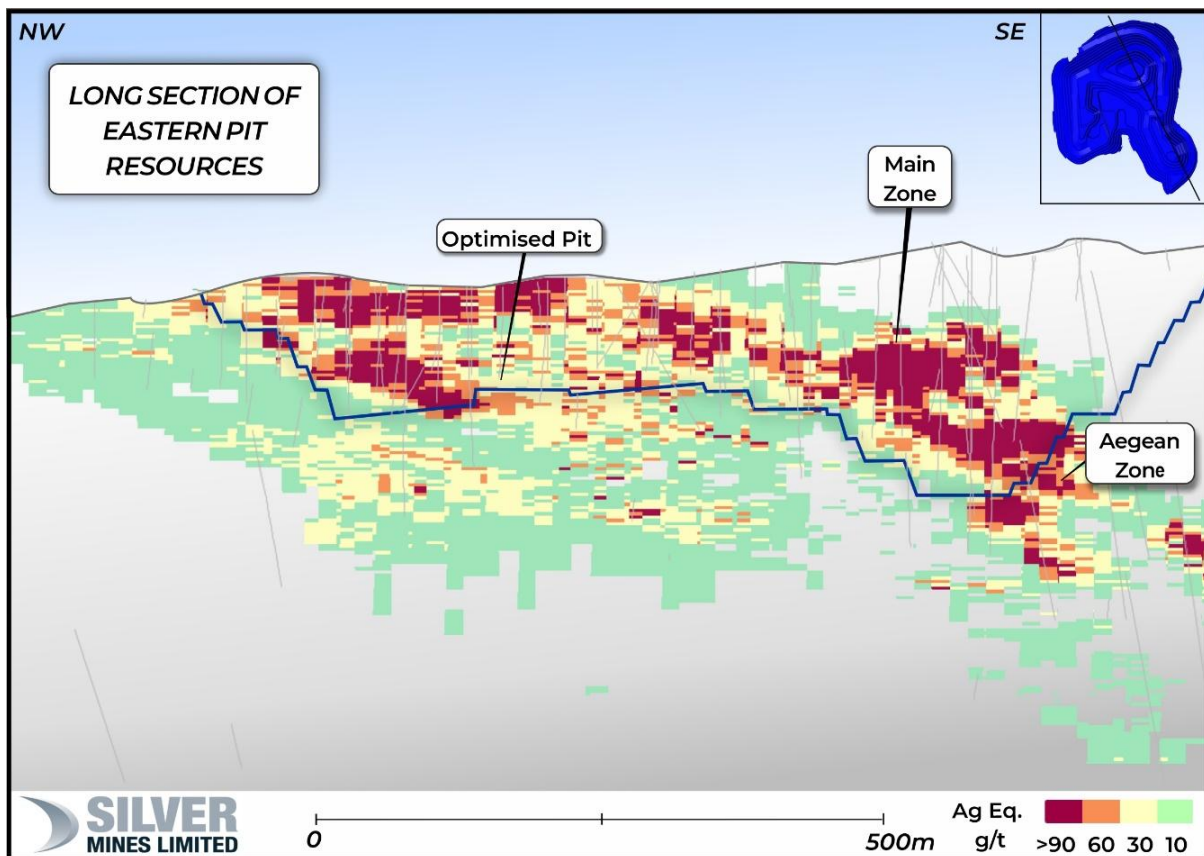 NW
SE
LONG SECTION OF
EASTERN PIT
RESOURCES
Main
Zone
Optimised Pit
Aegean
Zone
SILVER
MINES LIMITED
0
500m
Ag Eq.
g/t
>90 60 30 10